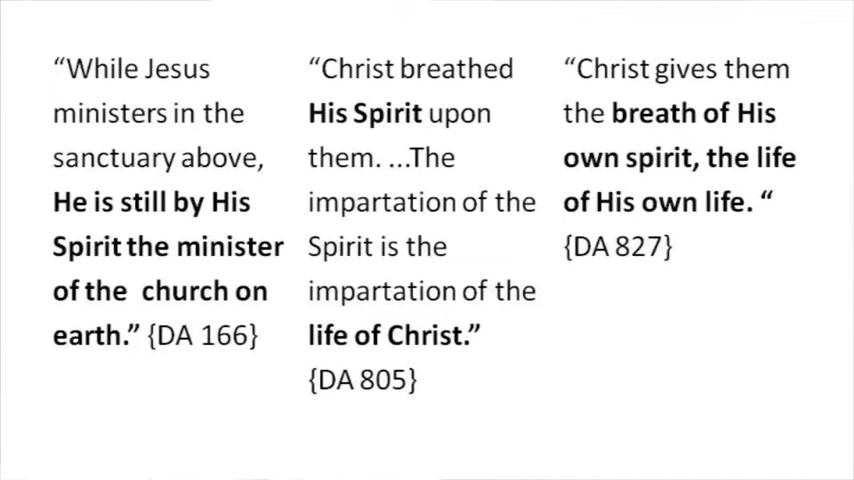 “While Jesus
ministers in the
sanctuary above,
He is still by His
Spirit the minister
of the church on
earth.” {DA 166}
“Christ breathed
His Spirit upon
them. ...The
impartation of the
Spirit is the
impartation of the
life of Christ.”
{DA 805}
“Christ gives them
the breath of His
own spirit, the life
of His own life. “
{DA 827}